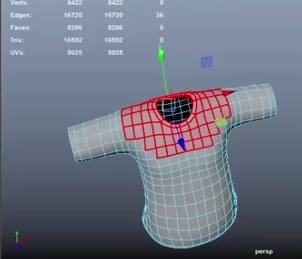 Verts: 8422 8422 0
Edges: 16720 16720 36
Faces: 8296 8296 0
Tris: 16592 16592 0
UVs: 9025 9025 0
persp